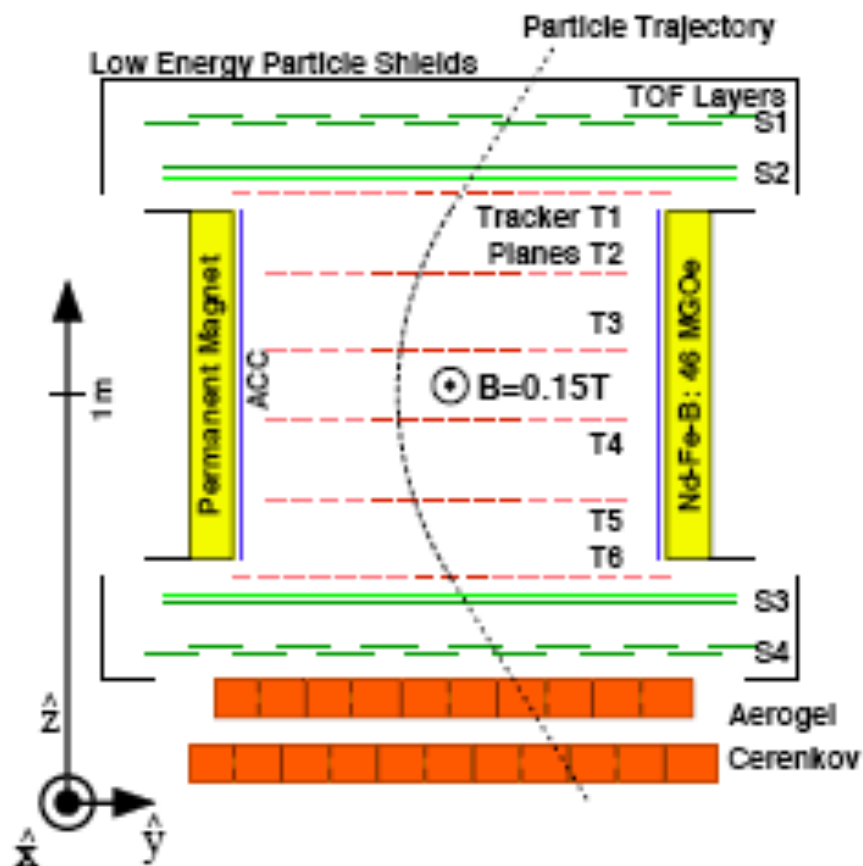 Particle Trajectory
Low Energy Particle Shields
TOF Layers
S1
S2
Tracker T1
Planes T2
T3
Permanent Magnet
ACC
B=0.15T
Nd-Fe-B: 46 MGOe
1m
T4
T5
T6
S3
S4
ẑ
Aerogel
Cerenkov
x̂
ŷ